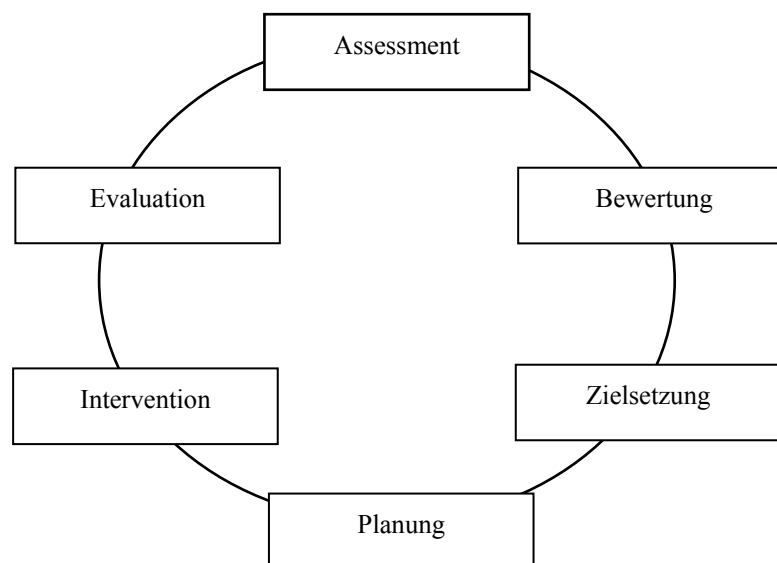 Assessment
Evaluation
Bewertung
Intervention
Zielsetzung
Planung